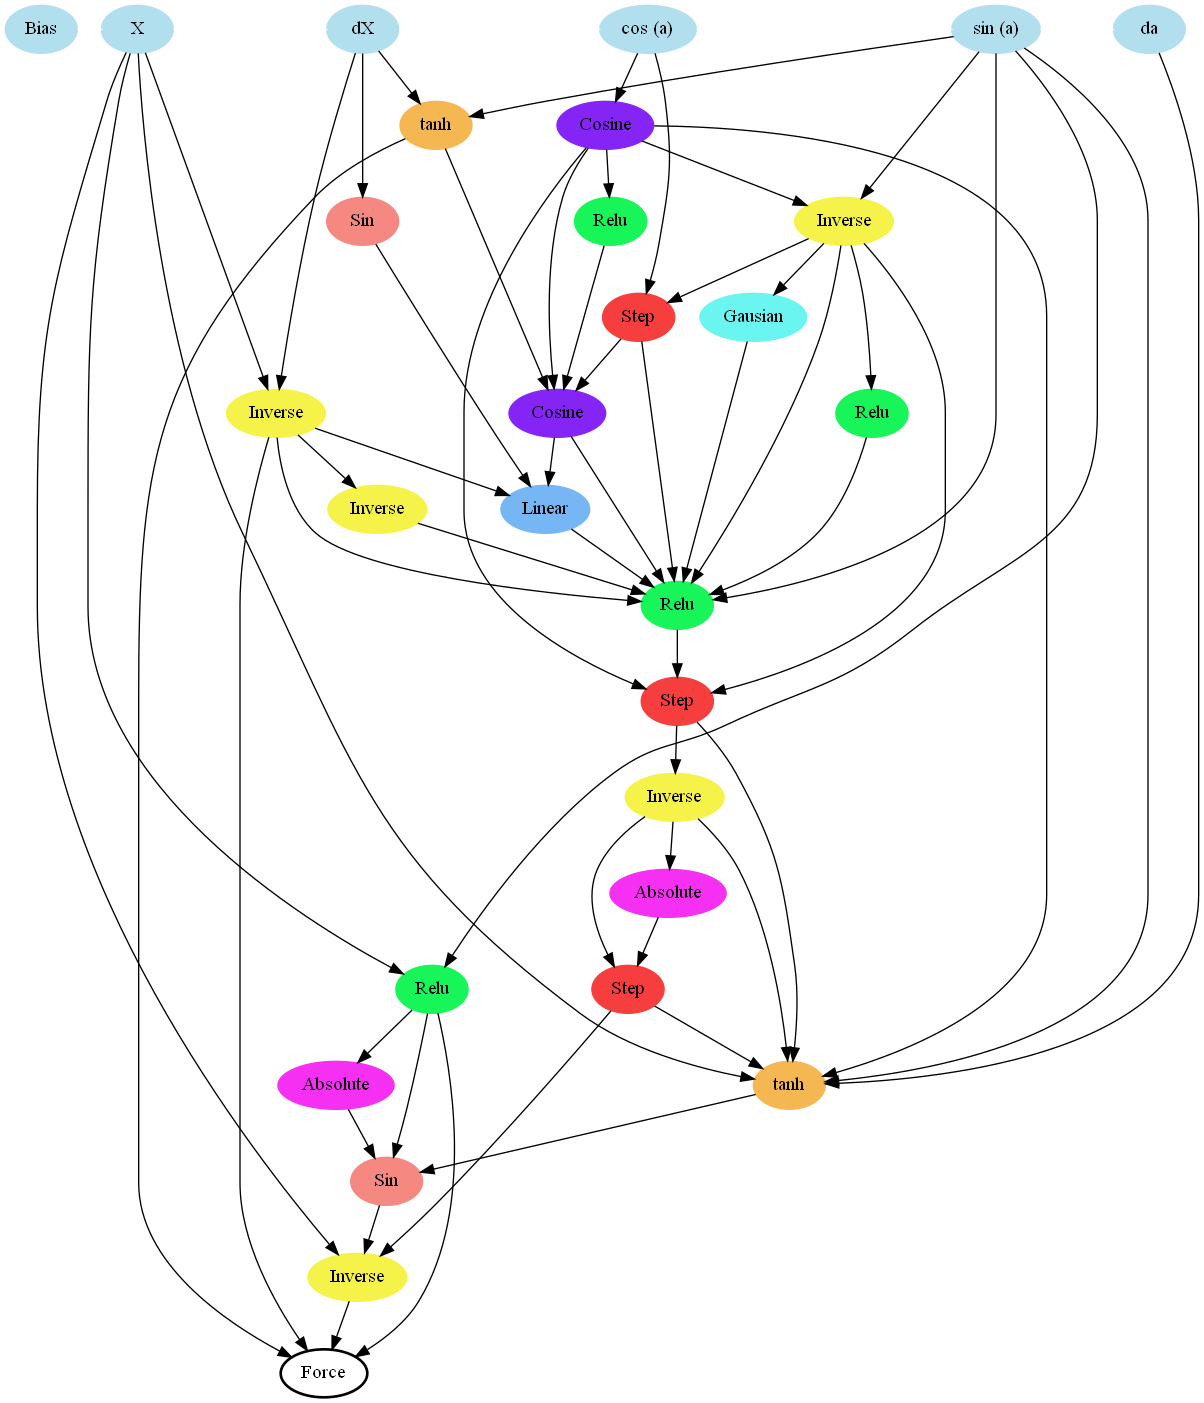 Bias X dX cos (a) sin (a) da
tanh Cosine
Sin Relu Inverse
Step Gausian
Inverse Cosine Relu
Inverse Linear
Relu
Step
Inverse
Absolute
Relu Step
Absolute tanh
Sin
Inverse
Force